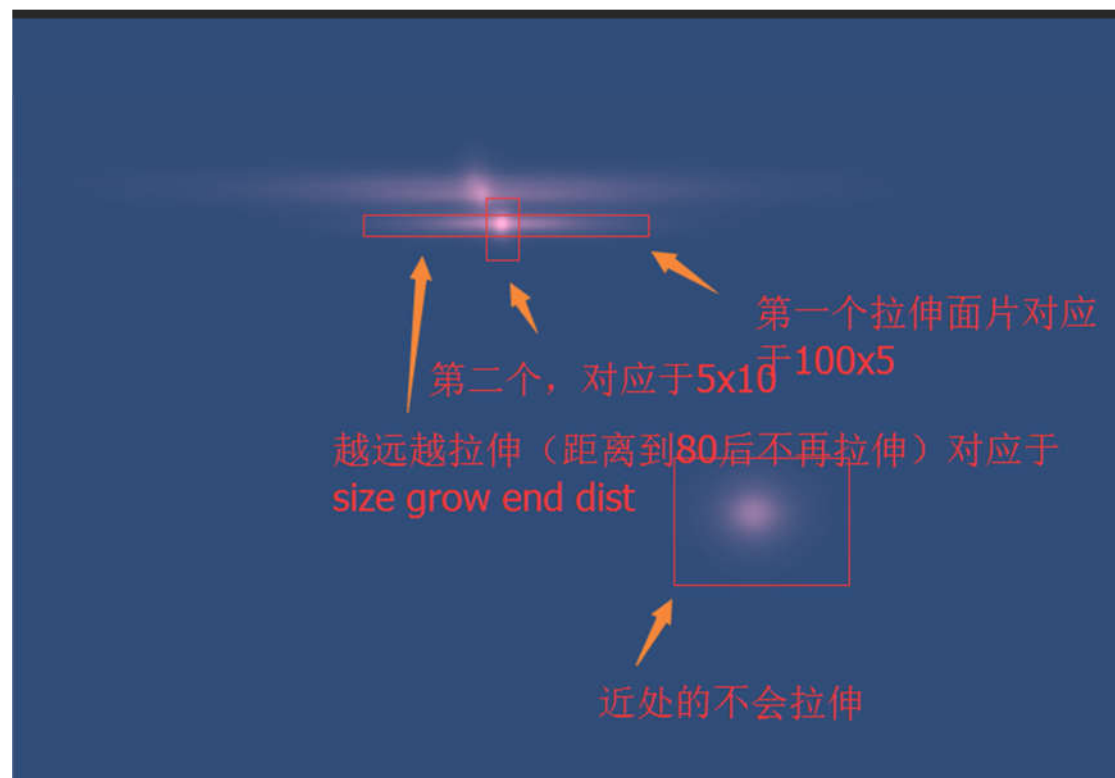 第一个拉伸面片对应
于100x5
第二个，对应于5x10
越远越拉伸（距离到80后不再拉伸）对应于
size grow end dist
近处的不会拉伸